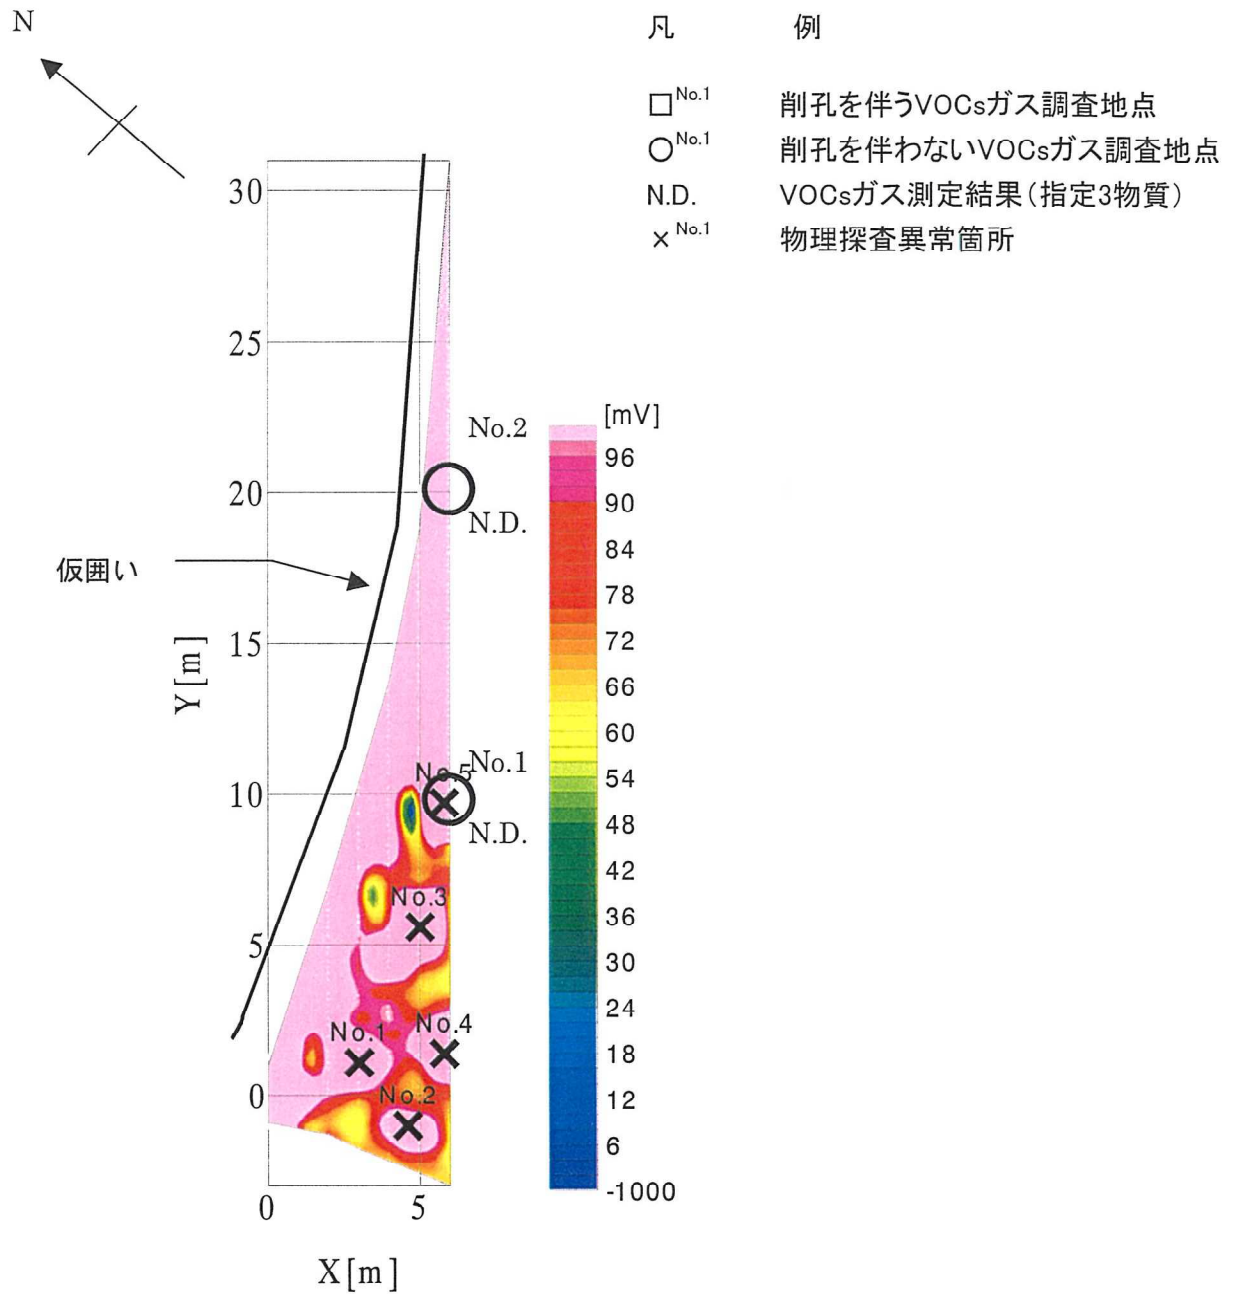 N
凡 例
□No.1 削孔を伴うVOCsガス調査地点
○No.1 削孔を伴わないVOCsガス調査地点
N.D. VOCsガス測定結果(指定3物質)
×No.1 物理探査異常箇所
30
25
20
15
10
5
0
Y[m]
仮囲い
No.2
N.D.
No.1
No.5
N.D.
No.3
No.4
No.1
No.2
0
5
X[m]
[mV]
96
90
84
78
72
66
60
54
48
42
36
30
24
18
12
6
-1000